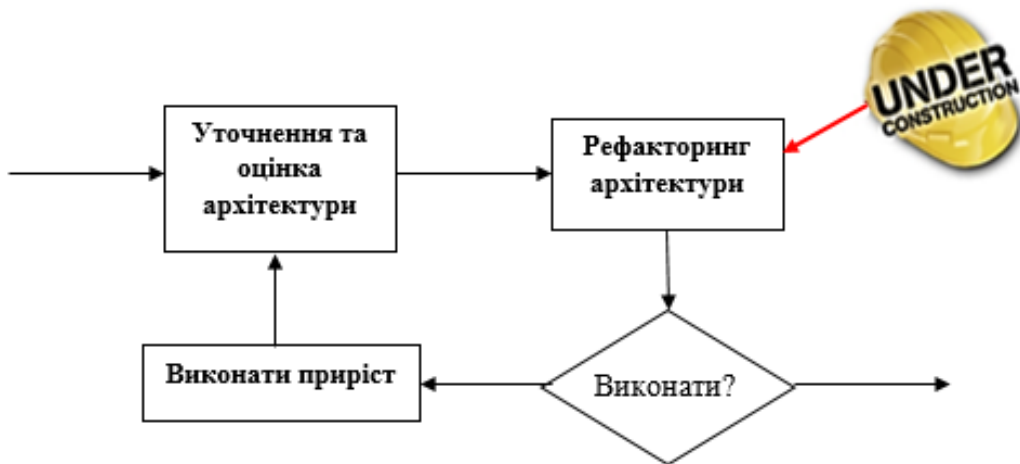 UNDER
CONSTRUCTION
Уточнення та
оцінка
архітектури
Рефакторинг
архітектури
Виконати приріст
Виконати?